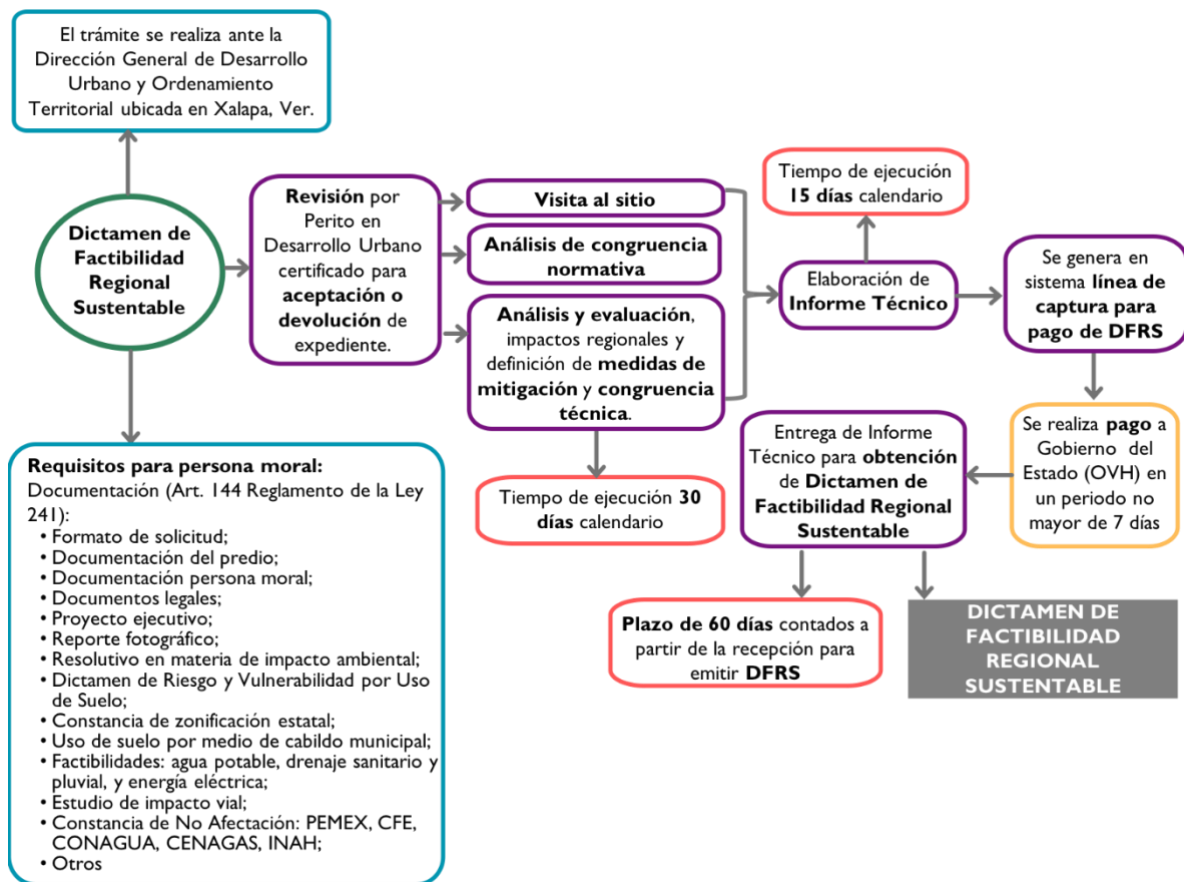 El trámite se realiza ante la
Dirección General de Desarrollo
Urbano y Ordenamiento
Territorial ubicada en Xalapa, Ver.
Dictamen de
Factibilidad
Regional
Sustentable
Revisión por
Perito en
Desarrollo Urbano
certificado para
aceptación o
devolución de
expediente.
Visita al sitio
Análisis de congruencia
normativa
Análisis y evaluación,
impactos regionales y
definición de medidas de
mitigación y congruencia
técnica.
Tiempo de ejecución 30
días calendario
Elaboración de
Informe Técnico
Tiempo de ejecución
15 días calendario
Se genera en
sistema línea de
captura para
pago de DFRS
Se realiza pago a
Gobierno del
Estado (OVH) en
un periodo no
mayor de 7 días
Entrega de Informe
Técnico para obtención
de Dictamen de
Factibilidad Regional
Sustentable
Plazo de 60 días contados a
partir de la recepción para
emitir DFRS
DICTAMEN DE
FACTIBILIDAD
REGIONAL
SUSTENTABLE
Requisitos para persona moral:
Documentación (Art. 144 Reglamento de la Ley
241):
• Formato de solicitud;
• Documentación del predio;
• Documentación persona moral;
• Documentos legales;
• Proyecto ejecutivo;
• Reporte fotográfico;
• Resolutivo en materia de impacto ambiental;
• Dictamen de Riesgo y Vulnerabilidad por Uso
de Suelo;
• Constancia de zonificación estatal;
• Uso de suelo por medio de cabildo municipal;
• Factibilidades: agua potable, drenaje sanitario y
pluvial, y energía eléctrica;
• Estudio de impacto vial;
• Constancia de No Afectación: PEMEX, CFE,
CONAGUA, CENAGAS, INAH;
• Otros